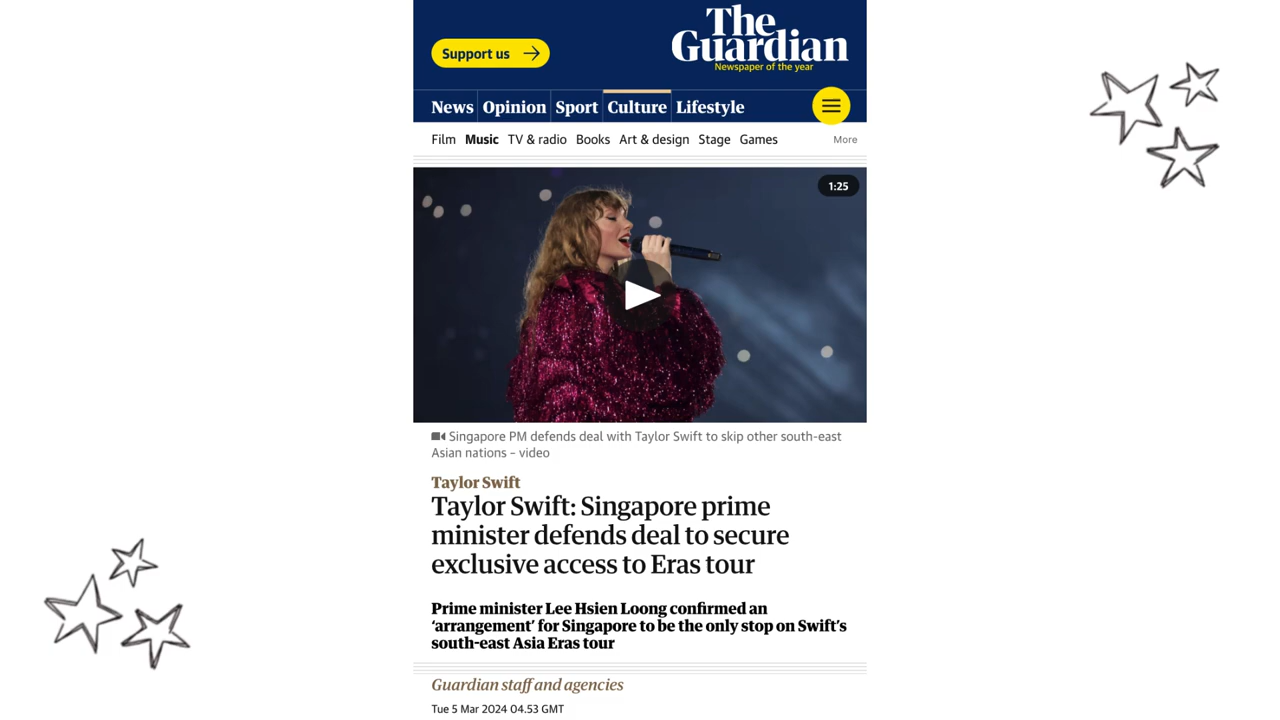 Support us
The
Guardian
Newspaper of the year
News Opinion Sport Culture Lifestyle
Film Music TV & radio Books Art & design Stage Games More
1:25
Singapore PM defends deal with Taylor Swift to skip other south-east
Asian nations – video
Taylor Swift
Taylor Swift: Singapore prime
minister defends deal to secure
exclusive access to Eras tour
Prime minister Lee Hsien Loong confirmed an
‘arrangement’ for Singapore to be the only stop on Swift’s
south-east Asia Eras tour
Guardian staff and agencies
Tue 5 Mar 2024 04.53 GMT